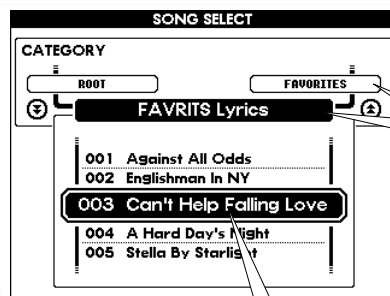 SONG SELECT
CATEGORY
ROOT FAVORITES
FAVRITS Lyrics
001 Against All Odds
002 Englishman In NY
003 Can't Help Falling Love
004 A Hard Day's Night
005 Stella By Starlight